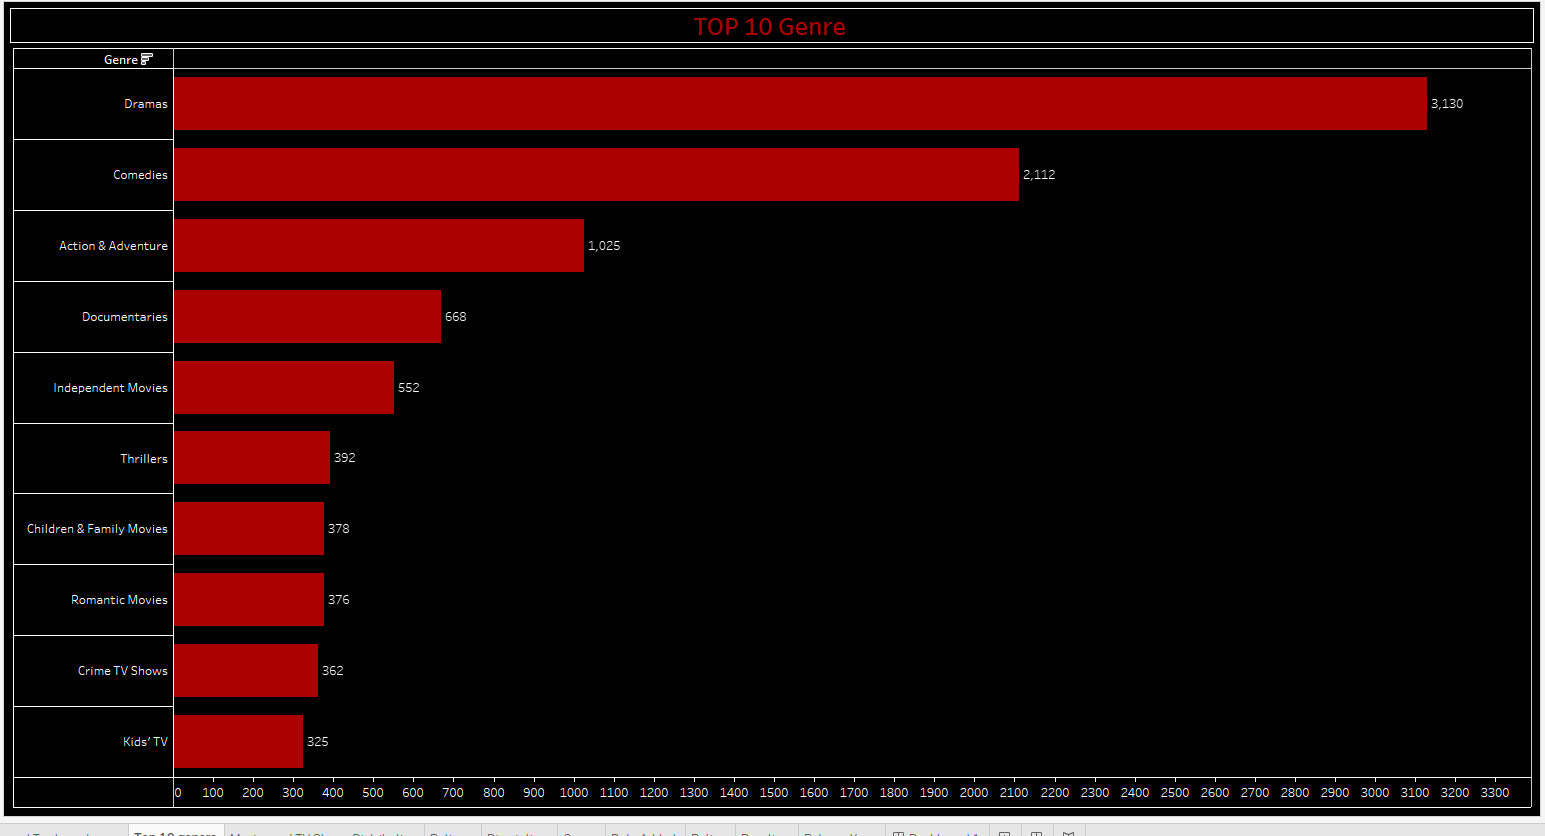 TOP 10 Genre
Genre
Dramas 3,130
Comedies 2,112
Action & Adventure 1,025
Documentaries 668
Independent Movies 552
Thrillers 392
Children & Family Movies 378
Romantic Movies 376
Crime TV Shows 362
Kids' TV 325
0 100 200 300 400 500 600 700 800 900 1000 1100 1200 1300 1400 1500 1600 1700 1800 1900 2000 2100 2200 2300 2400 2500 2600 2700 2800 2900 3000 3100 3200 3300
Top 10 genere